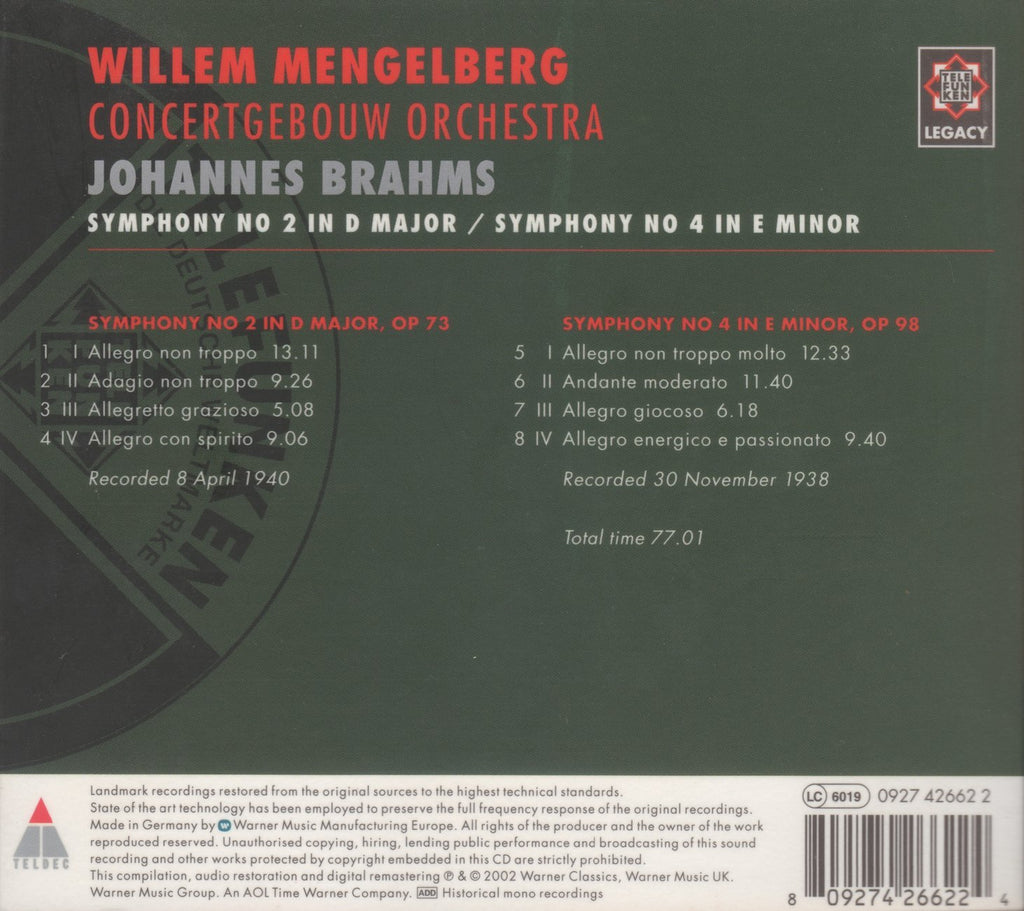 WILLEM MENGELBERG
CONCERTGEBOUW ORCHESTRA
JOHANNES BRAHMS
SYMPHONY NO 2 IN D MAJOR / SYMPHONY NO 4 IN E MINOR
TELE
FUN
KEN
LEGACY
SYMPHONY NO 2 IN D MAJOR, OP 73
1 I Allegro non troppo 13.11
2 II Adagio non troppo 9.26
3 III Allegretto grazioso 5.08
4 IV Allegro con spirito 9.06
Recorded 8 April 1940
SYMPHONY NO 4 IN E MINOR, OP 98
5 I Allegro non troppo molto 12.33
6 II Andante moderato 11.40
7 III Allegro giocoso 6.18
8 IV Allegro energico e passionato 9.40
Recorded 30 November 1938
Total time 77.01
TELEFUNKEN
DIE DEUTSCHE WELTMARKE
TELDEC
Landmark recordings restored from the original sources to the highest technical standards.
State of the art technology has been employed to preserve the full frequency response of the original recordings.
Made in Germany by Warner Music Manufacturing Europe. All rights of the producer and the owner of the work
reproduced reserved. Unauthorised copying, hiring, lending public performance and broadcasting of this sound
recording and other works protected by copyright embedded in this CD are strictly prohibited.
This compilation, audio restoration and digital remastering ℗ & © 2002 Warner Classics, Warner Music UK.
Warner Music Group. An AOL Time Warner Company. ADD Historical mono recordings
LC 6019 0927 42662 2
8 09274 26622 4